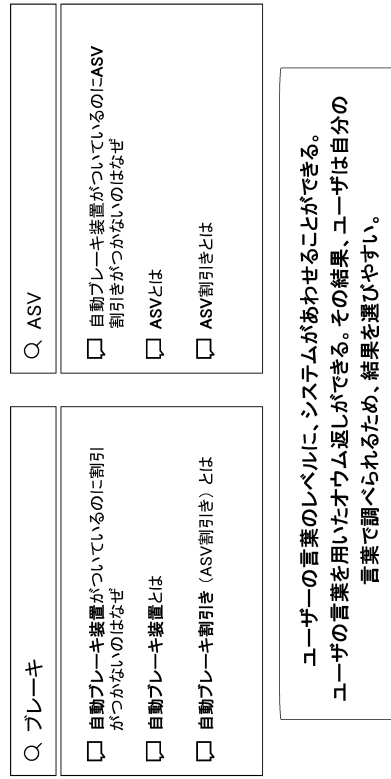 ブレーキ
自動ブレーキ装置がついているのに割引
がつかないのはなぜ
自動ブレーキ装置とは
自動ブレーキ割引き（ASV割引き）とは
ASV
自動ブレーキ装置がついているのにASV
割引きがつかないのはなぜ
ASVとは
ASV割引きとは
ユーザーの言葉のレベルに、システムがあわせることができる。
ユーザの言葉を用いたオウム返しができる。その結果、ユーザは自分の
言葉で調べられるため、結果を選びやすい。